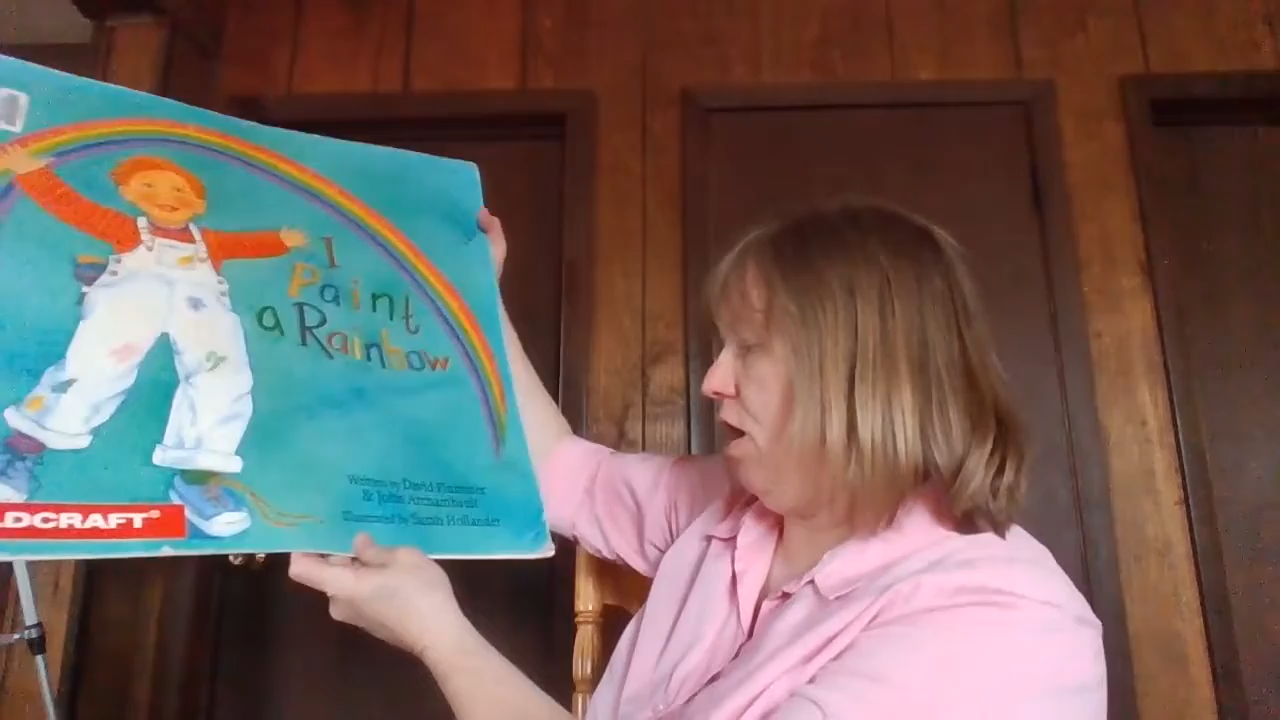 I
Paint
a Rainbow
Written by David Plummer
& John Archambault
Illustrated by Sarah Hollander
LDCRAFT®